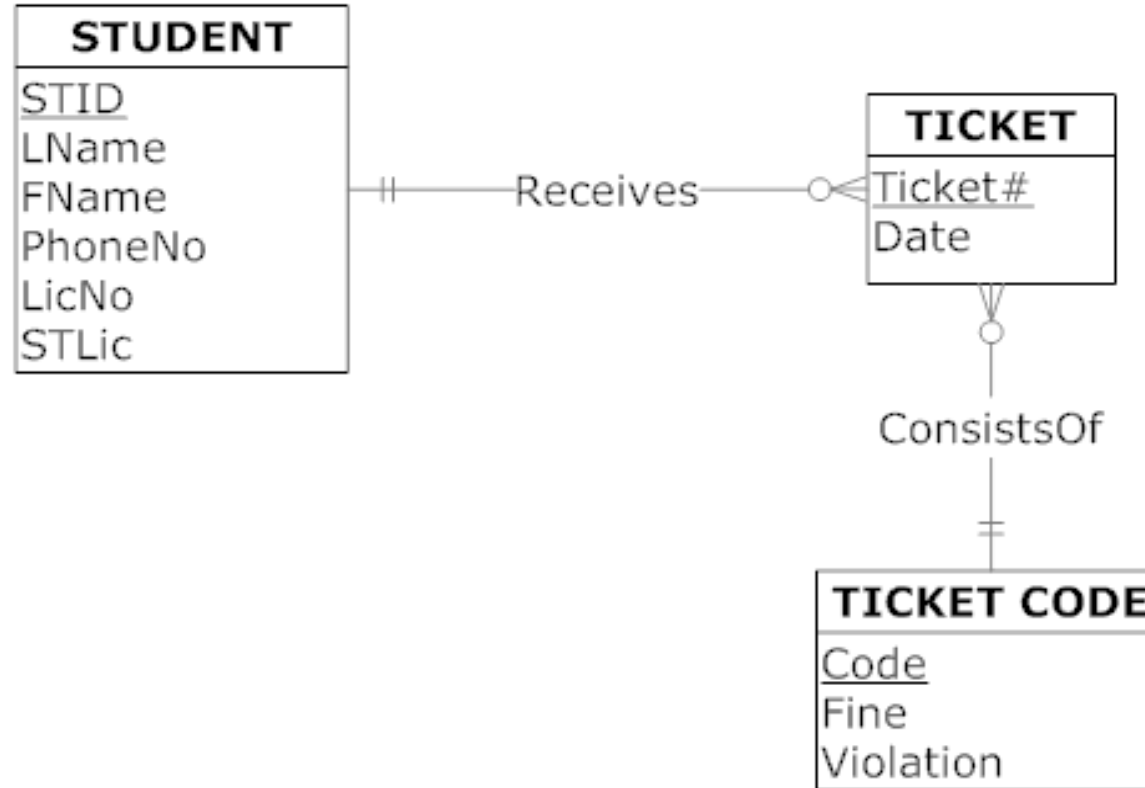 STUDENT
STID
LName
FName
PhoneNo
LicNo
STLic
Receives
TICKET
Ticket#
Date
ConsistsOf
TICKET CODE
Code
Fine
Violation